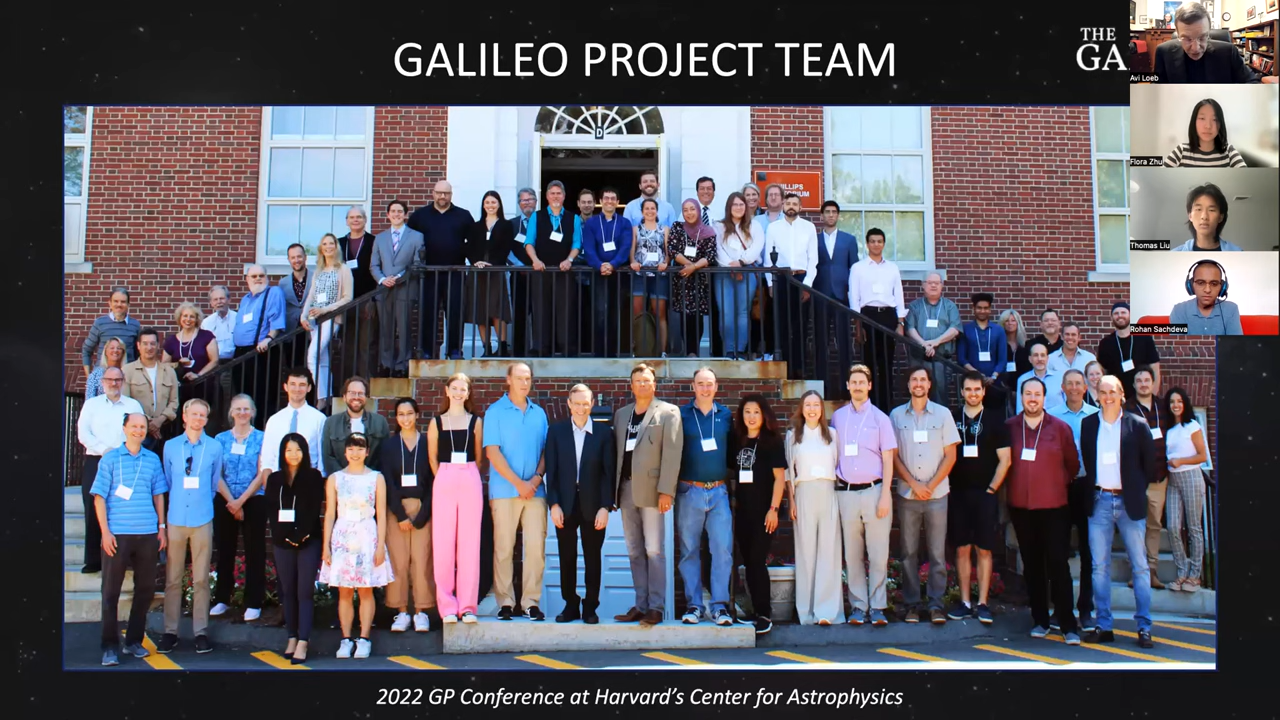 GALILEO PROJECT TEAM
THE
GA
Avi Loeb
Flora Zhu
Thomas Liu
Rohan Sachdeva
D
2022 GP Conference at Harvard's Center for Astrophysics